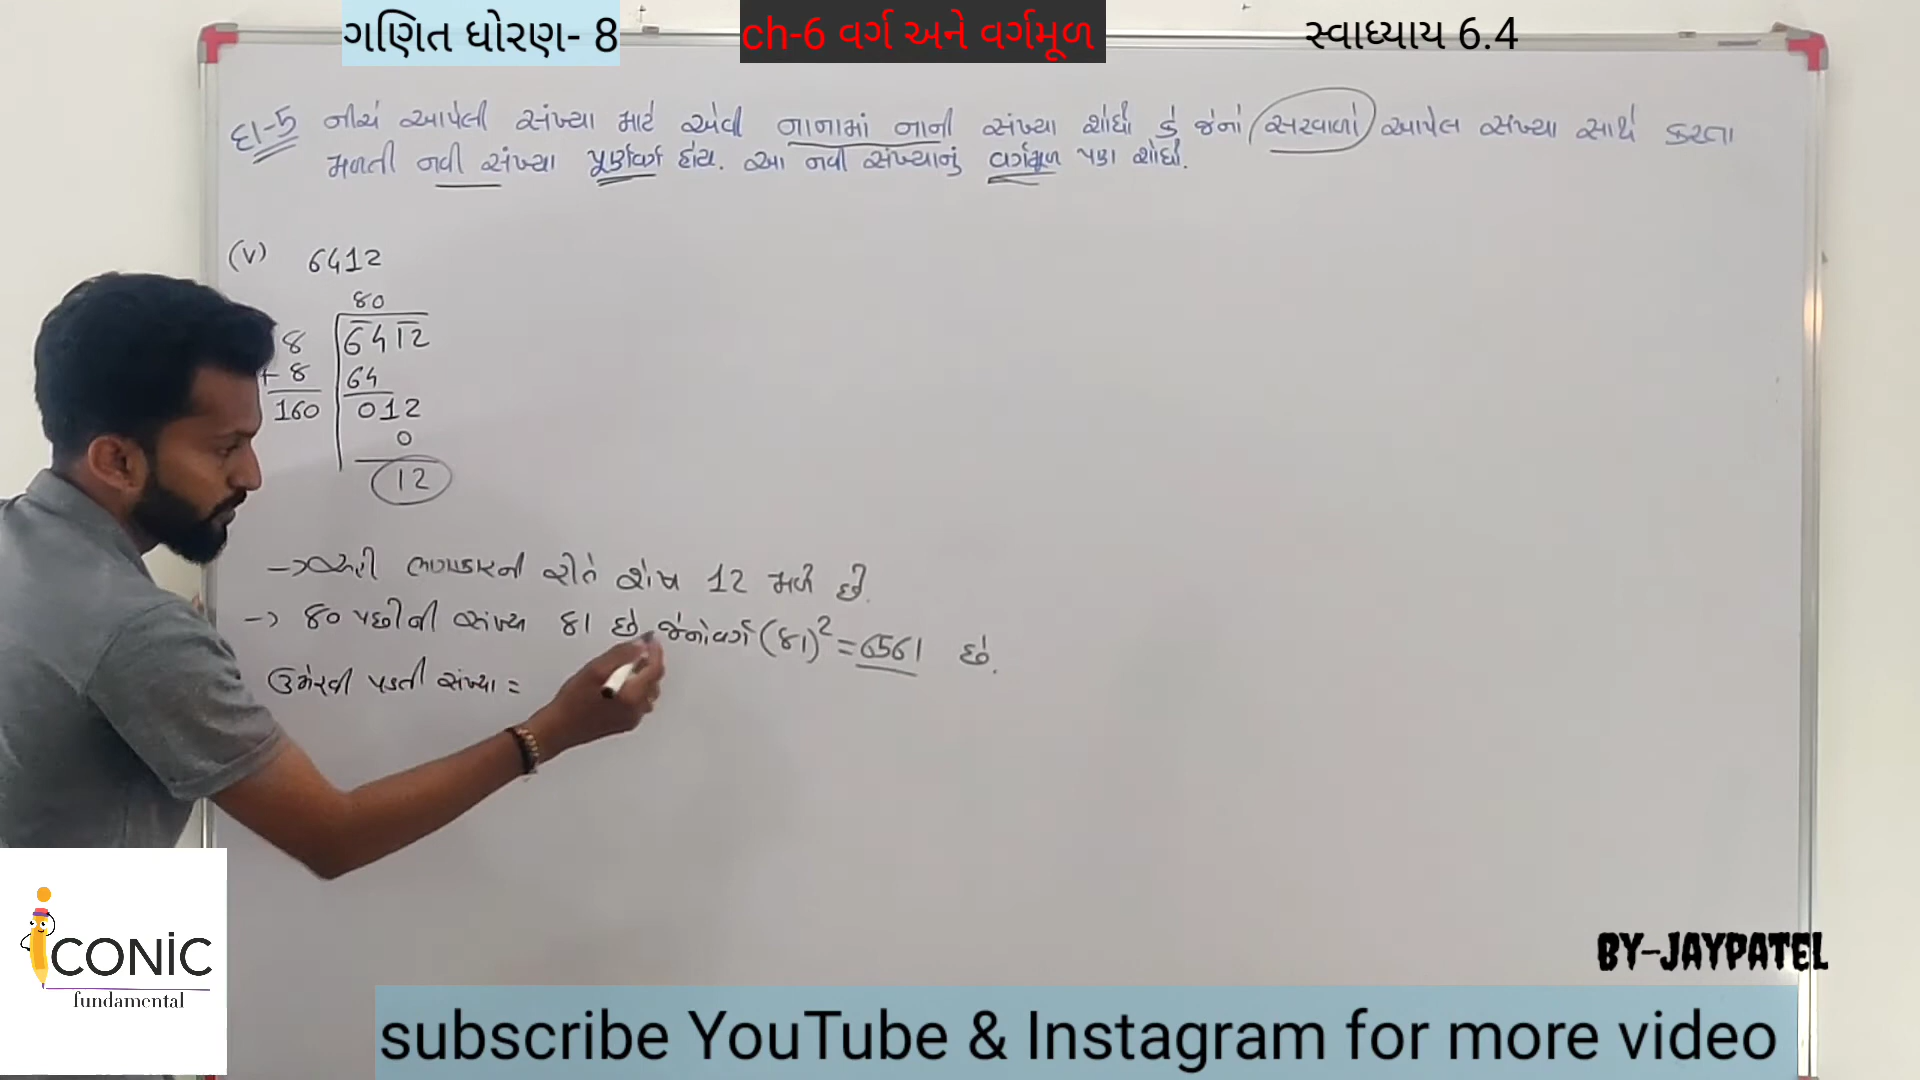 ગણિત ધોરણ- 8
ch-6 વર્ગ અને વર્ગમૂળ
સ્વાધ્યાય 6.4
દા-5 નીચે આપેલી સંખ્યા માટે એવી નાનામાં નાની સંખ્યા શોધો કે જેનો સરવાળો આપેલ સંખ્યા સાથે કરતા
મળતી નવી સંખ્યા પૂર્ણવર્ગ હોય. આ નવી સંખ્યાનું વર્ગમૂળ પણ શોધો.
(v) 6412
80
8 6412
+ 8 64
160 012
0
12
→ ભાગાકારની રીતે શેષ 12 મળે છે.
→ 80 પછીની સંખ્યા 81 છે જેનો વર્ગ (81)² = 6561 છે.
ઉમેરવી પડતી સંખ્યા =
iCONiC
fundamental
BY-JAYPATEL
subscribe YouTube & Instagram for more video